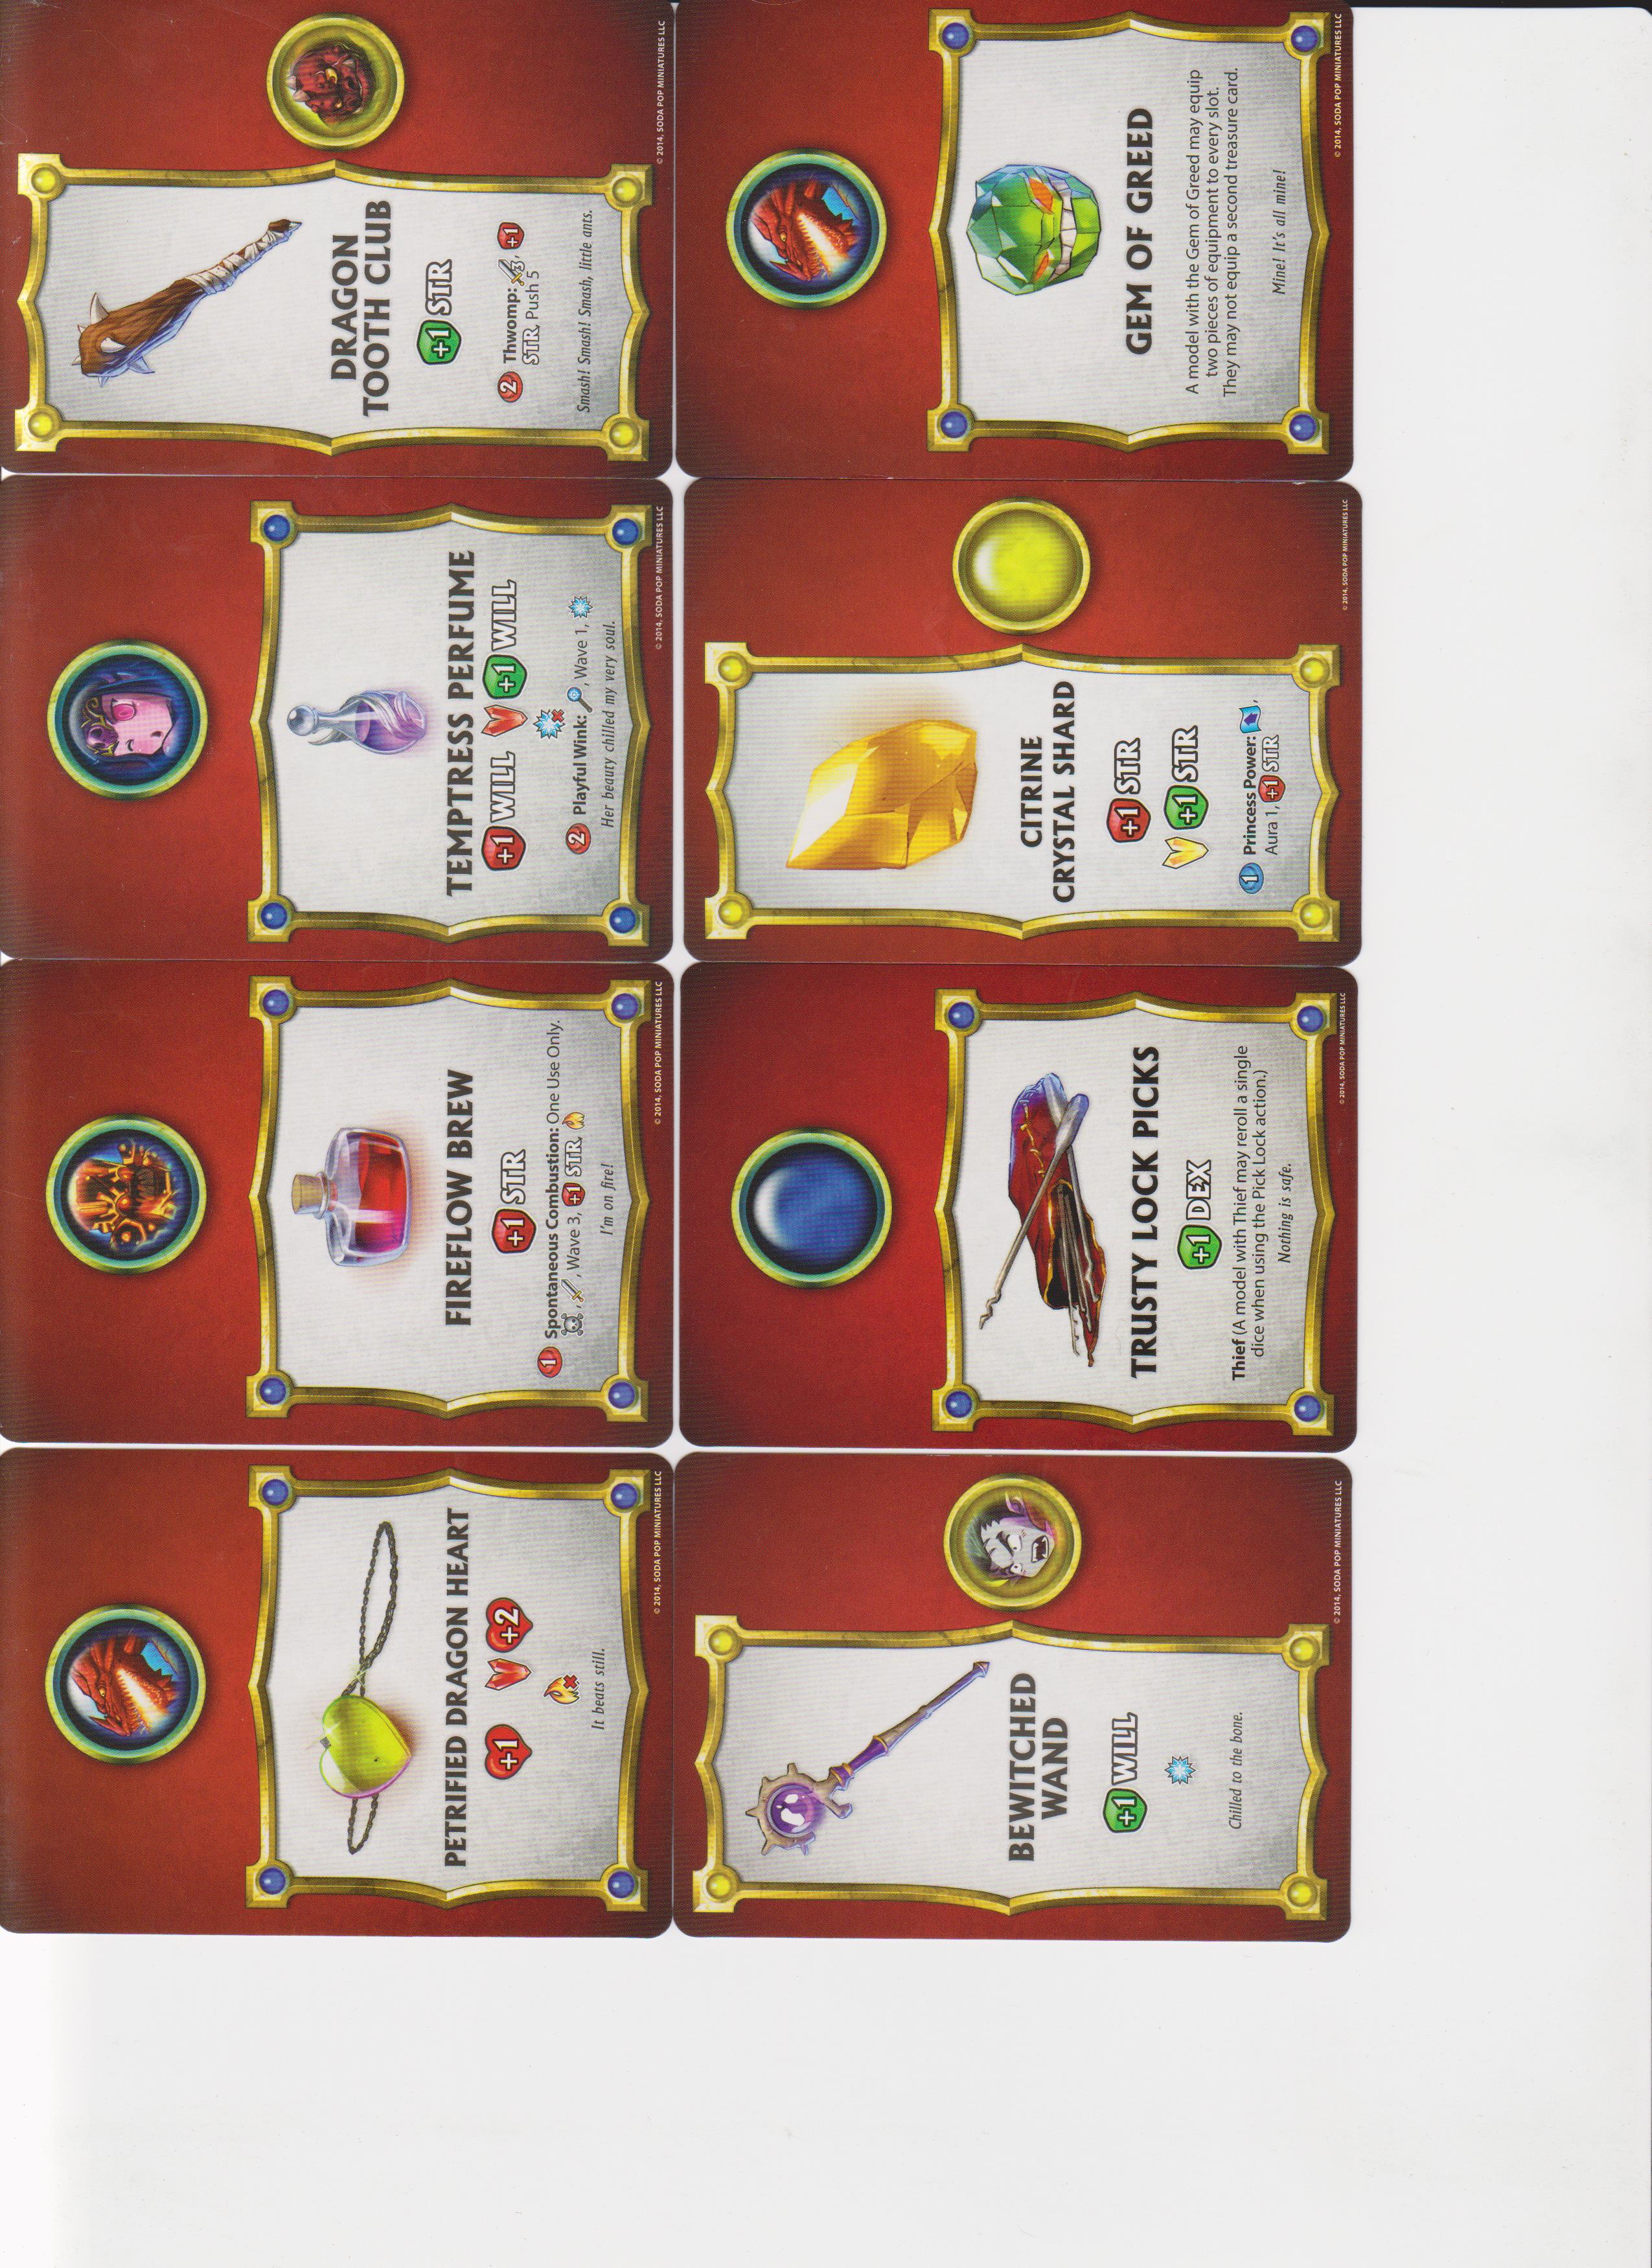 PETRIFIED DRAGON HEART
+1 +2
It beats still.
© 2014, SODA POP MINIATURES LLC
FIREFLOW BREW
+1 STR
1 Spontaneous Combustion: One Use Only.
, , Wave 3, +1 STR,
I'm on fire!
© 2014, SODA POP MINIATURES LLC
TEMPTRESS PERFUME
+1 WILL +1 WILL
2 Playful Wink: , Wave 1,
Her beauty chilled my very soul.
© 2014, SODA POP MINIATURES LLC
DRAGON
TOOTH CLUB
+1 STR
2 Thwomp: 3, +1
STR, Push 5
Smash! Smash! Smash, little ants.
© 2014, SODA POP MINIATURES LLC
BEWITCHED
WAND
+1 WILL
Chilled to the bone.
© 2014, SODA POP MINIATURES LLC
TRUSTY LOCK PICKS
+1 DEX
Thief (A model with Thief may reroll a single
dice when using the Pick Lock action.)
Nothing is safe.
© 2014, SODA POP MINIATURES LLC
CITRINE
CRYSTAL SHARD
+1 STR
+1 STR
1 Princess Power: ,
Aura 1, +1 STR
© 2014, SODA POP MINIATURES LLC
GEM OF GREED
A model with the Gem of Greed may equip
two pieces of equipment to every slot.
They may not equip a second treasure card.
Mine! It's all mine!
© 2014, SODA POP MINIATURES LLC